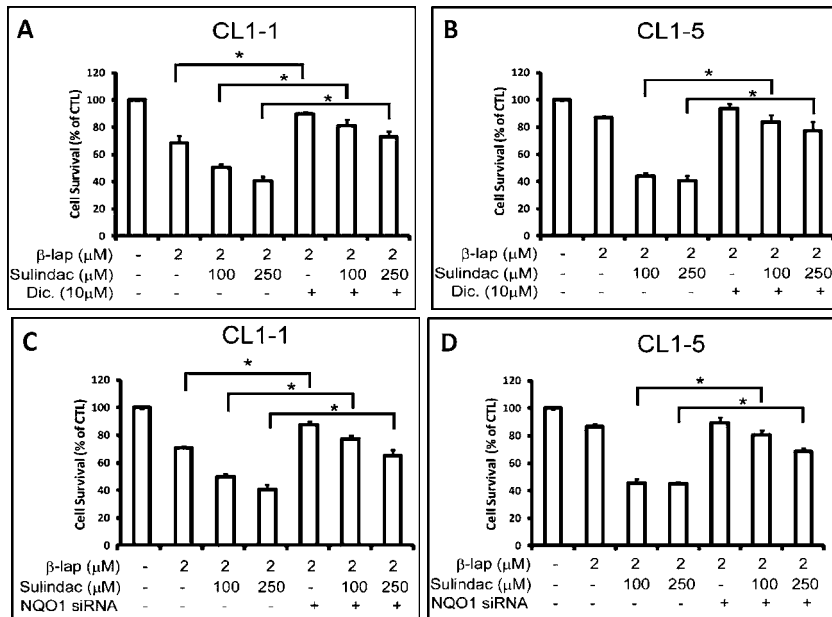 A
CL1-1
*
*
*
Cell Survival (% of CTL)
120
100
80
60
40
20
0
β-lap (μM) - 2 2 2 2 2 2
Sulindac (μM) - - 100 250 - 100 250
Dic. (10μM) - - - - + + +
B
CL1-5
*
*
Cell Survival (% of CTL)
120
100
80
60
40
20
0
β-lap (μM) - 2 2 2 2 2 2
Sulindac (μM) - - 100 250 - 100 250
Dic. (10μM) - - - - + + +
C
CL1-1
*
*
*
Cell Survival (% of CTL)
120
100
80
60
40
20
0
β-lap (μM) - 2 2 2 2 2 2
Sulindac (μM) - - 100 250 - 100 250
NQO1 siRNA - - - - + + +
D
CL1-5
*
*
Cell Survival (% of CTL)
120
100
80
60
40
20
0
β-lap (μM) - 2 2 2 2 2 2
Sulindac (μM) - - 100 250 - 100 250
NQO1 siRNA - - - - + + +